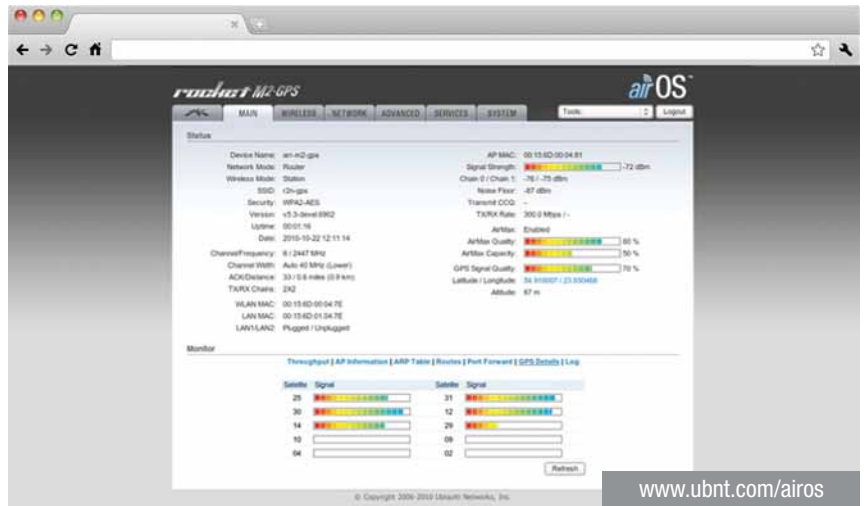 rocket M2-GPS
airOS™
MAIN WIRELESS NETWORK ADVANCED SERVICES SYSTEM Tools: Logout
Status
Device Name: arr-m2-gps
Network Mode: Router
Wireless Mode: Station
SSID: r2n-gps
Security: WPA2-AES
Version: v5.3-devel.6962
Uptime: 00:01:16
Date: 2010-10-22 12:11:14
Channel/Frequency: 8 / 2447 MHz
Channel Width: Auto 40 MHz (Lower)
ACK/Distance: 33 / 0.6 miles (0.9 km)
TX/RX Chains: 2X2
WLAN MAC: 00:15:6D:00:04:7E
LAN MAC: 00:15:6D:01:04:7E
LAN1/LAN2: Plugged / Unplugged
AP MAC: 00:15:6D:00:04:81
Signal Strength: -72 dBm
Chain 0 / Chain 1: -76 / -75 dBm
Noise Floor: -87 dBm
Transmit CCQ: -
TX/RX Rate: 300.0 Mbps / -
AirMax: Enabled
AirMax Quality: 80 %
AirMax Capacity: 50 %
GPS Signal Quality: 70 %
Latitude / Longitude:
Altitude: 67 m
Monitor
Throughput | AP Information | ARP Table | Routes | Port Forward | GPS Details | Log
Satellite Signal Satellite Signal
25 31
30 12
14 29
10 09
04 02
Refresh
© Copyright 2006-2010 Ubiquiti Networks, Inc.
www.ubnt.com/airos